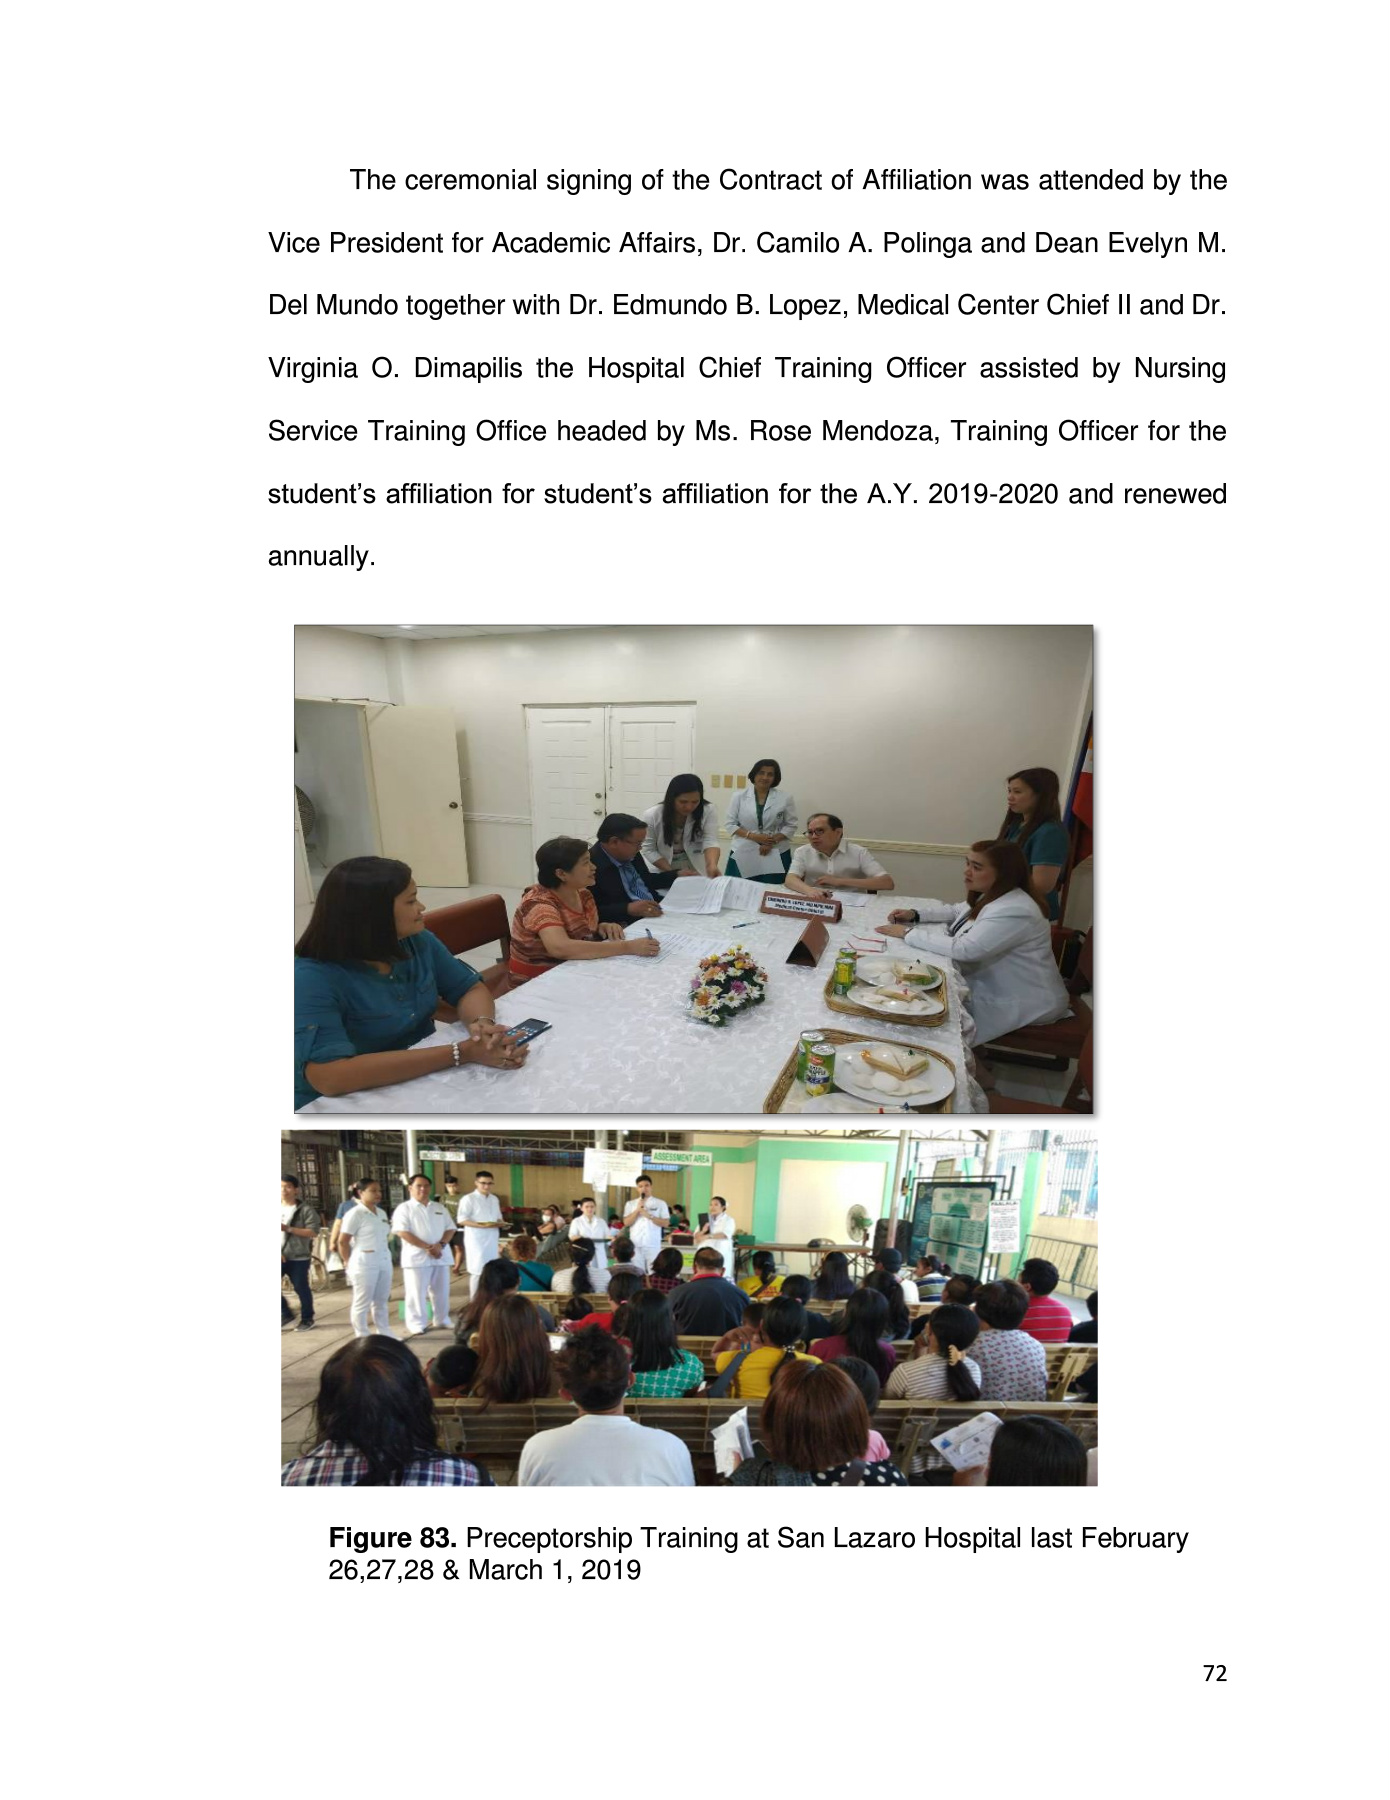 The ceremonial signing of the Contract of Affiliation was attended by the
Vice President for Academic Affairs, Dr. Camilo A. Polinga and Dean Evelyn M.
Del Mundo together with Dr. Edmundo B. Lopez, Medical Center Chief II and Dr.
Virginia O. Dimapilis the Hospital Chief Training Officer assisted by Nursing
Service Training Office headed by Ms. Rose Mendoza, Training Officer for the
student’s affiliation for student’s affiliation for the A.Y. 2019-2020 and renewed
annually.
ASSESSMENT AREA
Figure 83. Preceptorship Training at San Lazaro Hospital last February
26,27,28 & March 1, 2019
72